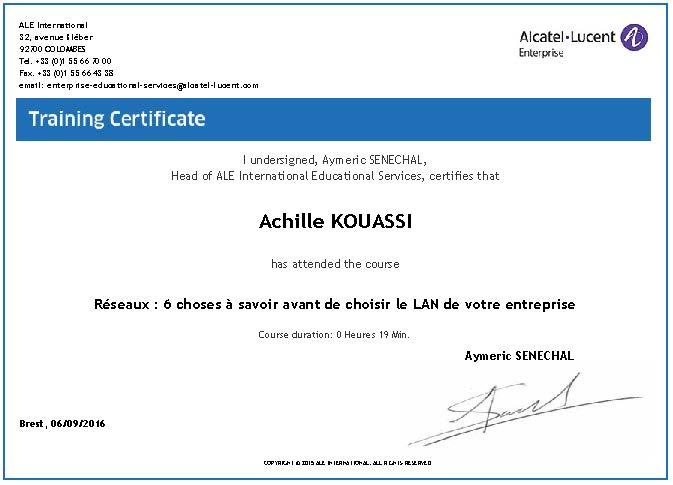 ALE International
32, avenue Kléber
92700 COLOMBES
Tel. +33 (0)1 55 66 70 00
Fax. +33 (0)1 55 66 43 38
email: enterprise-educational-services@alcatel-lucent.com
Alcatel·Lucent
Enterprise
Training Certificate
I undersigned, Aymeric SENECHAL,
Head of ALE International Educational Services, certifies that
Achille KOUASSI
has attended the course
Réseaux : 6 choses à savoir avant de choisir le LAN de votre entreprise
Course duration: 0 Heures 19 Min.
Aymeric SENECHAL
Brest, 06/09/2016
COPYRIGHT © 2015 ALE INTERNATIONAL. ALL RIGHTS RESERVED